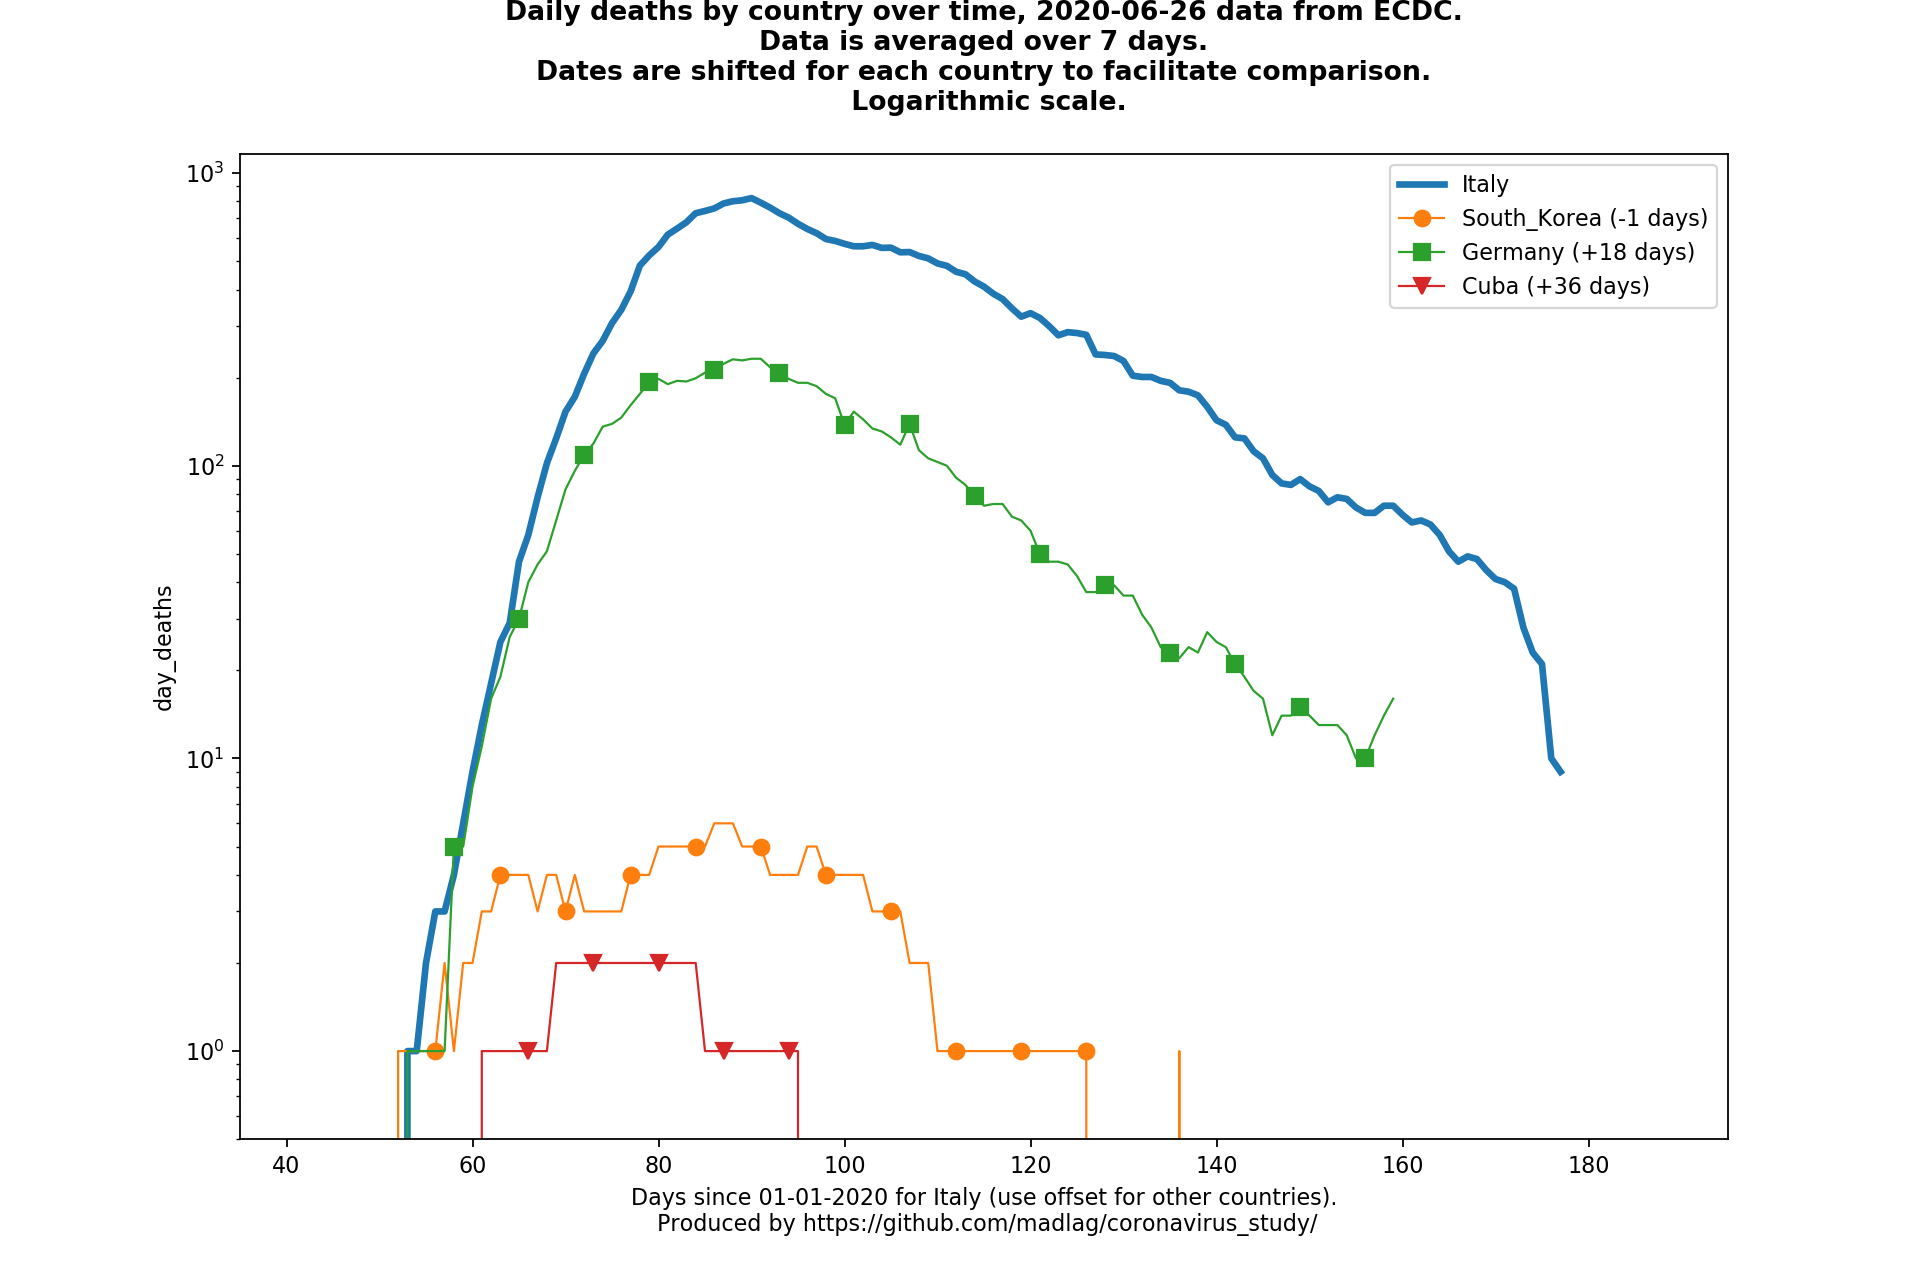 Daily deaths by country over time, 2020-06-26 data from ECDC.
Data is averaged over 7 days.
Dates are shifted for each country to facilitate comparison.
Logarithmic scale.
10³
Italy
South_Korea (-1 days)
Germany (+18 days)
Cuba (+36 days)
10²
day_deaths
10¹
10⁰
40 60 80 100 120 140 160 180
Days since 01-01-2020 for Italy (use offset for other countries).
Produced by https://github.com/madlag/coronavirus_study/